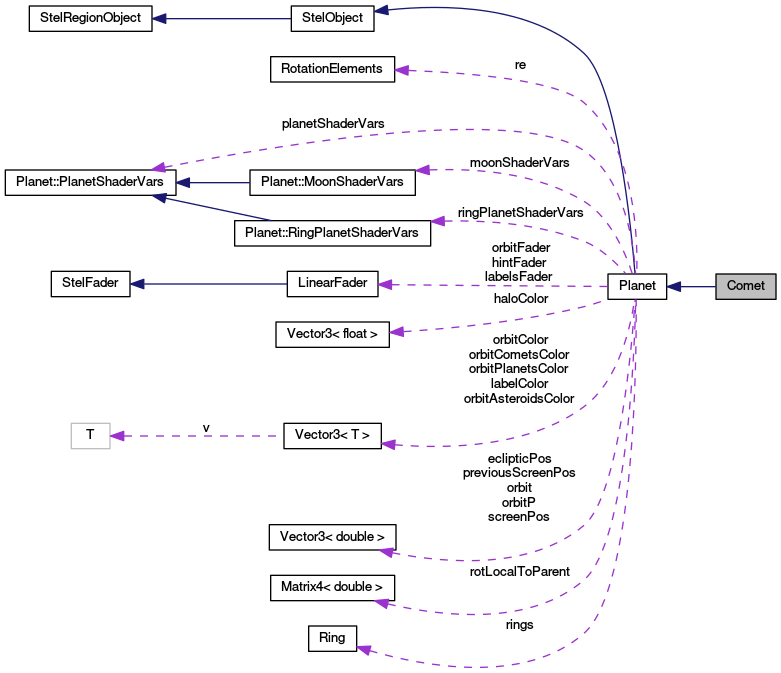 StelRegionObject
StelObject
RotationElements
re
planetShaderVars
Planet::PlanetShaderVars
Planet::MoonShaderVars
moonShaderVars
Planet::RingPlanetShaderVars
ringPlanetShaderVars
StelFader
LinearFader
orbitFader
hintFader
labelsFader
Planet
Comet
Vector3< float >
haloColor
orbitColor
orbitCometsColor
orbitPlanetsColor
labelColor
orbitAsteroidsColor
T
v
Vector3< T >
eclipticPos
previousScreenPos
orbit
orbitP
screenPos
Vector3< double >
rotLocalToParent
Matrix4< double >
rings
Ring